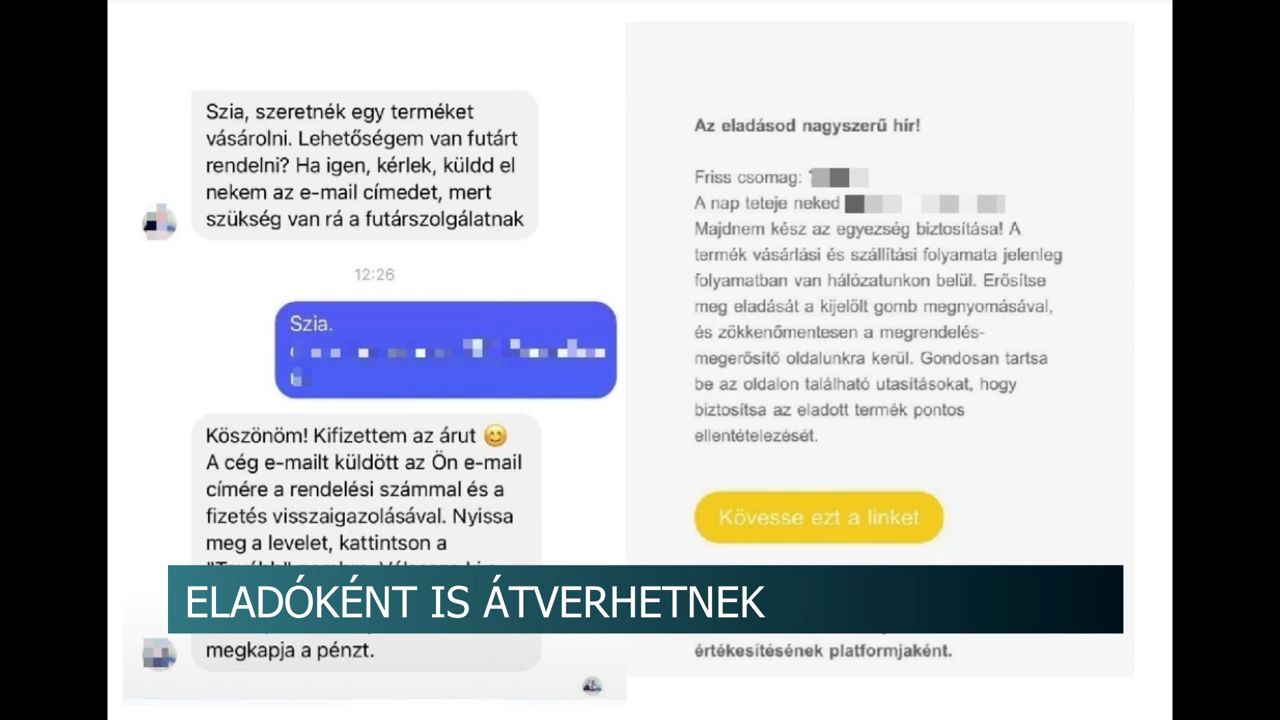 Szia, szeretnék egy terméket
vásárolni. Lehetőségem van futárt
rendelni? Ha igen, kérlek, küldd el
nekem az e-mail címedet, mert
szükség van rá a futárszolgálatnak
12:26
Szia.
Köszönöm! Kifizettem az árut 😊
A cég e-mailt küldött az Ön e-mail
címére a rendelési számmal és a
fizetés visszaigazolásával. Nyissa
meg a levelet, kattintson a
megkapja a pénzt.
Az eladásod nagyszerű hír!
Friss csomag:
A nap teteje neked
Majdnem kész az egyezség biztosítása! A
termék vásárlási és szállítási folyamata jelenleg
folyamatban van hálózatunkon belül. Erősítse
meg eladását a kijelölt gomb megnyomásával,
és zökkenőmentesen a megrendelés-
megerősítő oldalunkra kerül. Gondosan tartsa
be az oldalon található utasításokat, hogy
biztosítsa az eladott termék pontos
ellentételezését.
Kövesse ezt a linket
értékesítésének platformjaként.
ELADÓKÉNT IS ÁTVERHETNEK